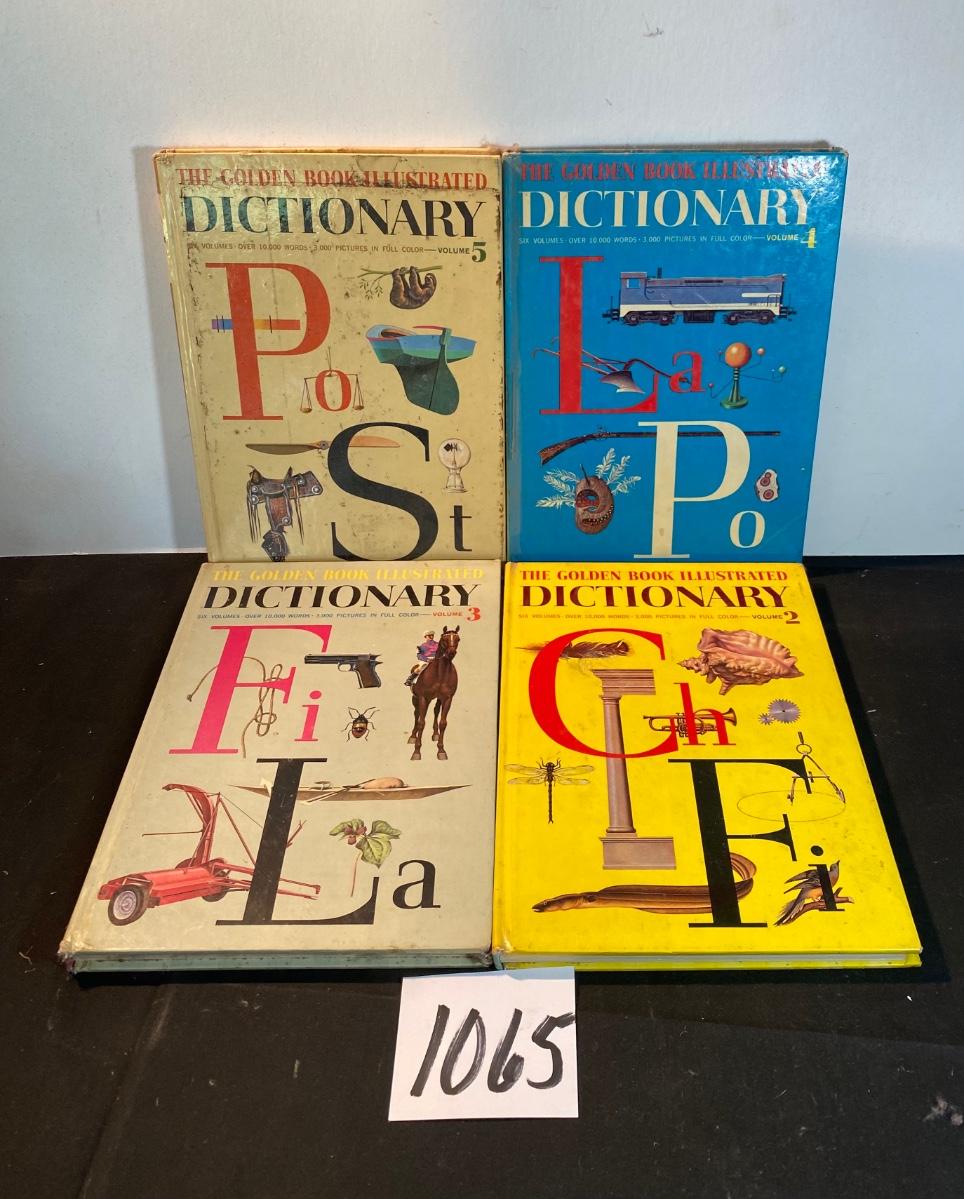 THE GOLDEN BOOK ILLUSTRATED
DICTIONARY
SIX VOLUMES • OVER 10,000 WORDS • 3,000 PICTURES IN FULL COLOR — VOLUME 5
Po
St
THE GOLDEN BOOK ILLUSTRATED
DICTIONARY
SIX VOLUMES • OVER 10,000 WORDS • 3,000 PICTURES IN FULL COLOR — VOLUME 4
La
Po
THE GOLDEN BOOK ILLUSTRATED
DICTIONARY
SIX VOLUMES • OVER 10,000 WORDS • 3,000 PICTURES IN FULL COLOR — VOLUME 3
Fi
La
THE GOLDEN BOOK ILLUSTRATED
DICTIONARY
SIX VOLUMES • OVER 10,000 WORDS • 3,000 PICTURES IN FULL COLOR — VOLUME 2
Ch
Fi
1065